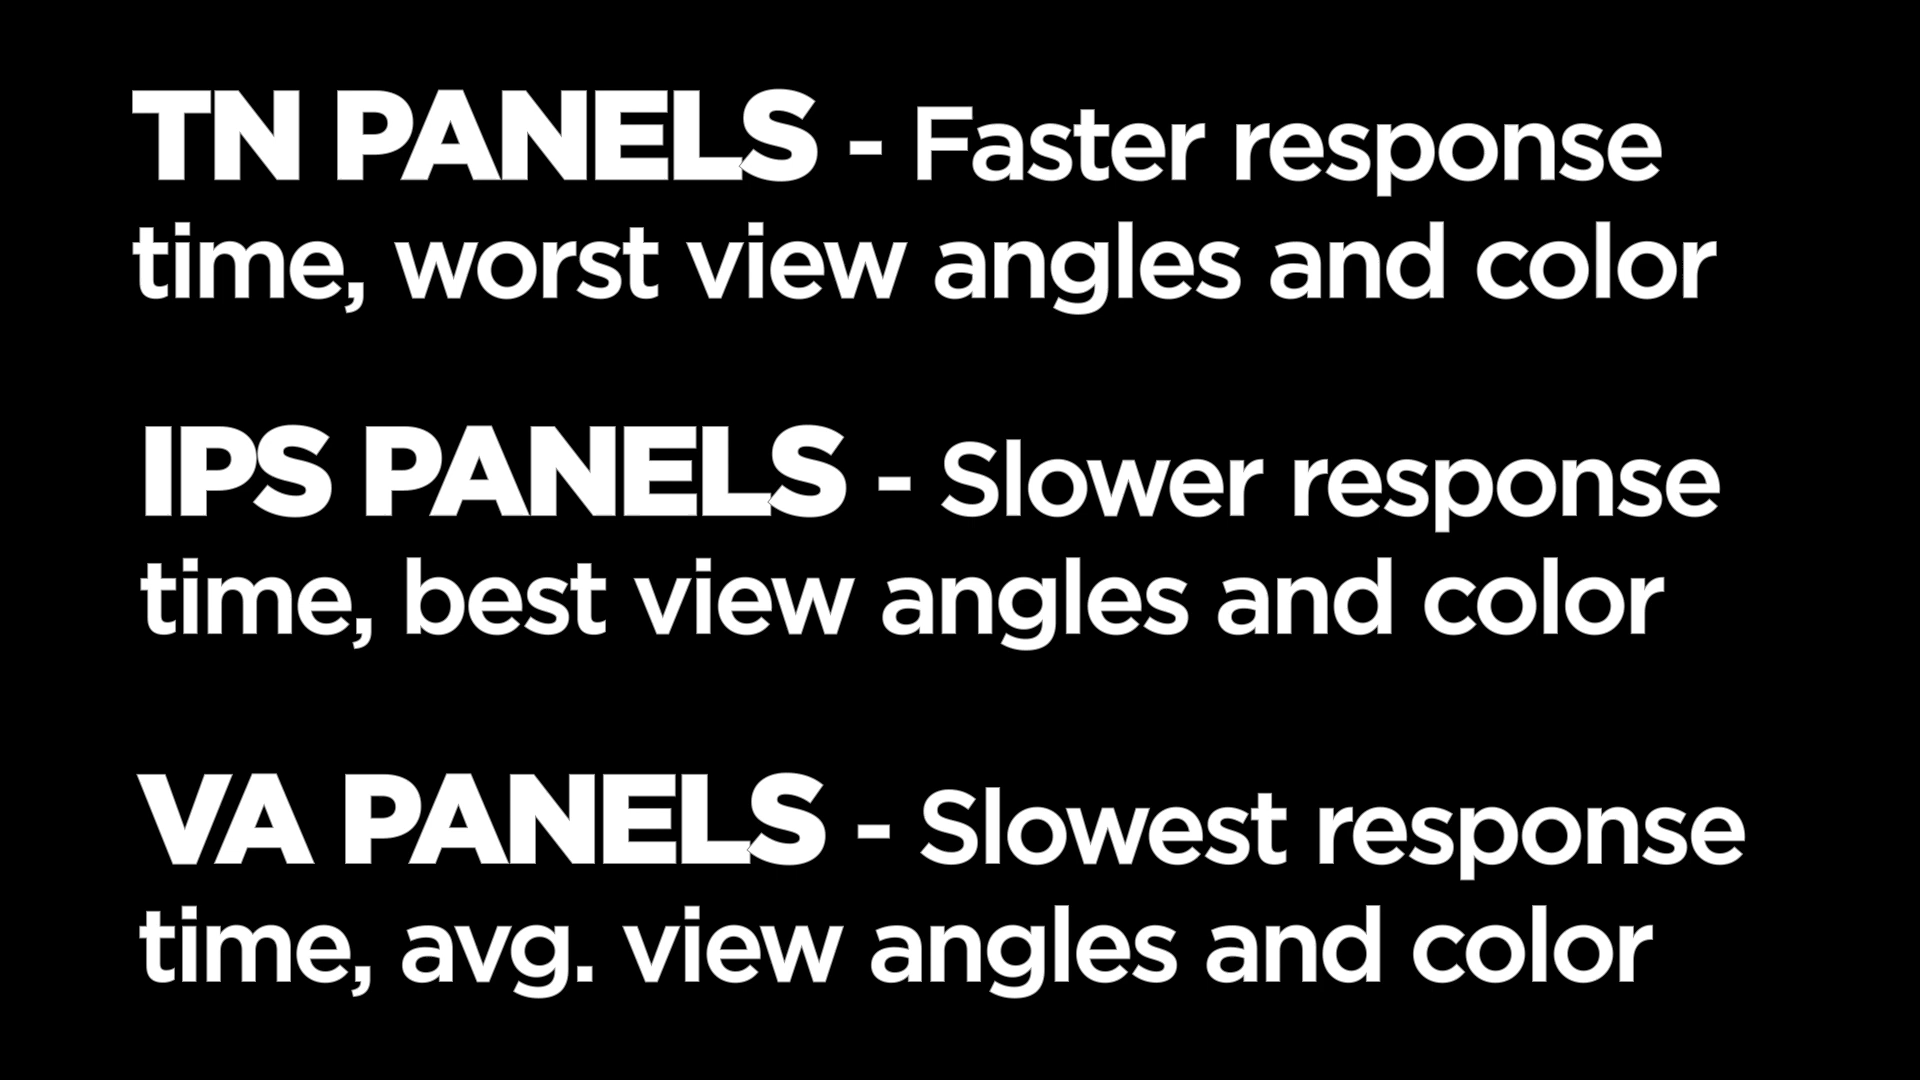 TN PANELS - Faster response
time, worst view angles and color
IPS PANELS - Slower response
time, best view angles and color
VA PANELS - Slowest response
time, avg. view angles and color